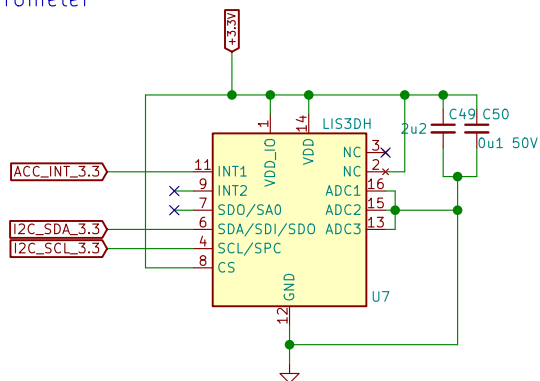 +3.3V
1
14
LIS3DH
C49
C50
2u2
0u1 50V
VDD_IO
VDD
NC 3
NC 2
ACC_INT_3.3
11 INT1
ADC1 16
9 INT2
7 SDO/SA0
ADC2 15
I2C_SDA_3.3
6 SDA/SDI/SDO
ADC3 13
I2C_SCL_3.3
4 SCL/SPC
8 CS
GND
U7
12